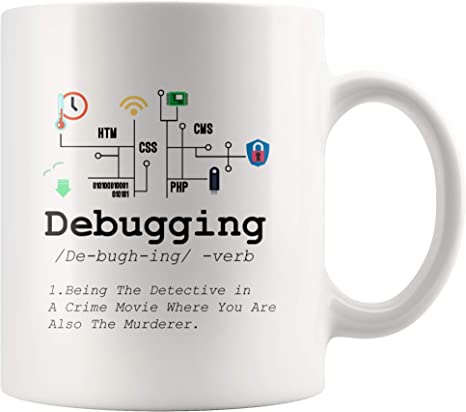 HTM
CSS
CMS
010100010001
010101
PHP
Debugging
/De-bugh-ing/ -verb
1.Being The Detective in
A Crime Movie Where You Are
Also The Murderer.